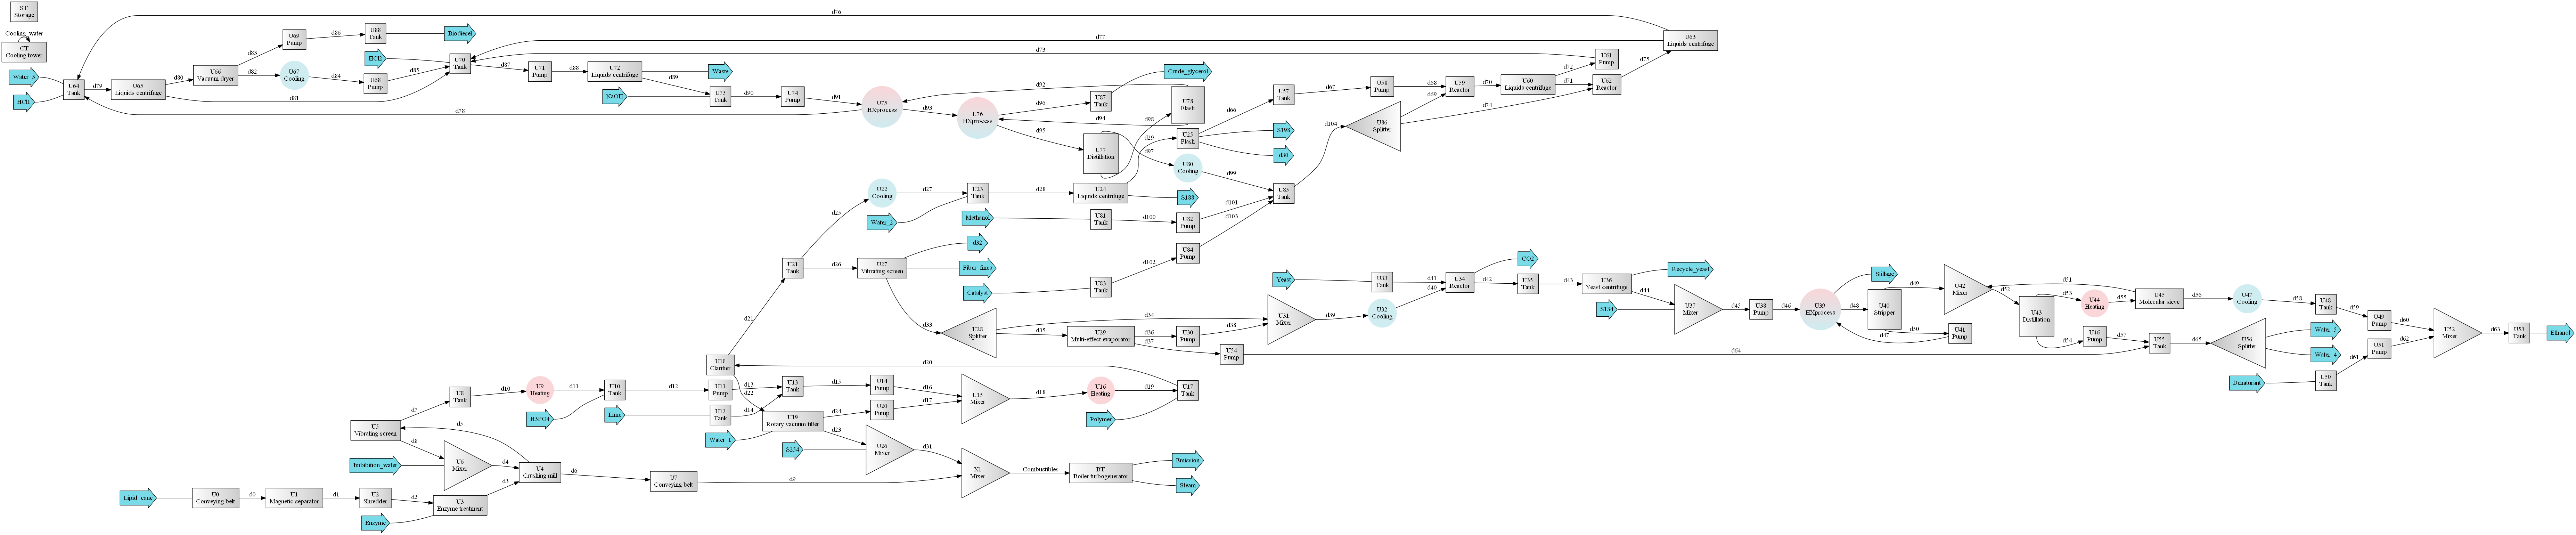 ST
Storage
Cooling_water
CT
Cooling tower
Water_3
HCl1
U64
Tank
d79
U65
Liquids centrifuge
d80
d81
U66
Vacuum dryer
d83
d82
U69
Pump
d86
U67
Cooling
d84
U88
Tank
Biodiesel
HCl2
U68
Pump
d85
U70
Tank
d87
U71
Pump
d88
U72
Liquids centrifuge
Waste
d89
NaOH
U73
Tank
d90
U74
Pump
d91
d78
U75
HXprocess
d92
d93
U76
HXprocess
d96
d94
d95
U87
Tank
Crude_glycerol
U78
Flash
d98
U77
Distillation
d97
d29
U25
Flash
S198
d30
d66
U80
Cooling
d99
U57
Tank
d67
U58
Pump
d68
d69
U59
Reactor
d70
U60
Liquids centrifuge
d72
d71
U61
Pump
U62
Reactor
d75
U63
Liquids centrifuge
d76
d77
d73
d74
U86
Splitter
d104
U85
Tank
U22
Cooling
d25
d27
Water_2
U23
Tank
d28
U24
Liquids centrifuge
S188
Methanol
U81
Tank
d100
U82
Pump
d101
d103
U84
Pump
d102
Catalyst
U83
Tank
U21
Tank
d26
U27
Vibrating screen
d32
Fiber_fines
d33
U28
Splitter
d34
d35
U29
Multi-effect evaporator
d36
d37
U30
Pump
d38
U54
Pump
d64
U31
Mixer
d39
U32
Cooling
d40
Yeast
U33
Tank
d41
U34
Reactor
CO2
d42
U35
Tank
d43
U36
Yeast centrifuge
Recycle_yeast
d44
S134
U37
Mixer
d45
U38
Pump
d46
U39
HXprocess
Stillage
d48
d47
U40
Stripper
d49
d50
U41
Pump
U42
Mixer
d51
d52
U43
Distillation
d53
d54
U44
Heating
d55
U45
Molecular sieve
d56
U46
Pump
d57
U55
Tank
d65
U47
Cooling
d58
U56
Splitter
Water_5
Water_4
Denaturant
U48
Tank
d59
U50
Tank
d61
U49
Pump
d60
U51
Pump
d62
U52
Mixer
d63
U53
Tank
Ethanol
d21
U18
Clarifier
d20
d22
U5
Vibrating screen
d7
d8
d5
U8
Tank
d10
U9
Heating
d11
H3PO4
U10
Tank
d12
Lime
U11
Pump
d13
U12
Tank
d14
U13
Tank
d15
U14
Pump
d16
U19
Rotary vacuum filter
d24
d23
U20
Pump
d17
U15
Mixer
d18
U16
Heating
d19
Polymer
U17
Tank
Water_1
S254
U26
Mixer
d31
Imbibition_water
U6
Mixer
d4
U4
Crushing mill
d6
d3
U7
Conveying belt
d9
X1
Mixer
Combustibles
BT
Boiler turbogenerator
Emission
Steam
Lipid_cane
U0
Conveying belt
d0
U1
Magnetic separator
d1
U2
Shredder
d2
U3
Enzyme treatment
Enzyme